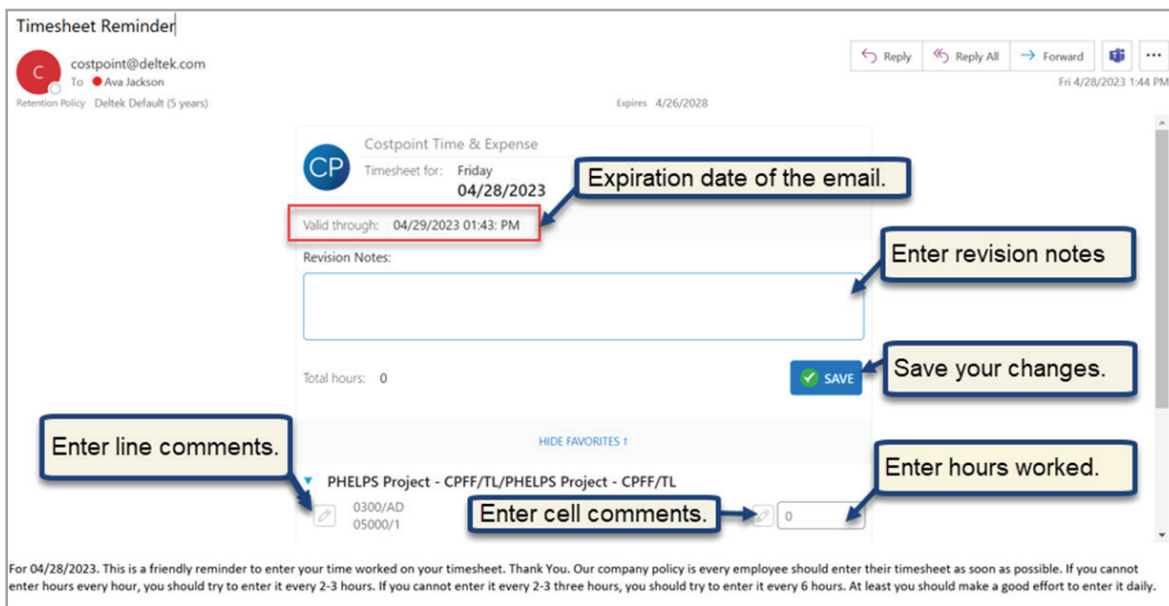 Timesheet Reminder
C
costpoint@deltek.com
To Ava Jackson
Retention Policy Deltek Default (5 years)
Expires 4/26/2028
Reply Reply All Forward ...
Fri 4/28/2023 1:44 PM
CP
Costpoint Time & Expense
Timesheet for: Friday
04/28/2023
Expiration date of the email.
Valid through: 04/29/2023 01:43: PM
Revision Notes:
Enter revision notes
Total hours: 0
SAVE
Save your changes.
Enter line comments.
HIDE FAVORITES ↑
Enter hours worked.
PHELPS Project - CPFF/TL/PHELPS Project - CPFF/TL
0300/AD
05000/1
Enter cell comments.
0
For 04/28/2023. This is a friendly reminder to enter your time worked on your timesheet. Thank You. Our company policy is every employee should enter their timesheet as soon as possible. If you cannot
enter hours every hour, you should try to enter it every 2-3 hours. If you cannot enter it every 2-3 three hours, you should try to enter it every 6 hours. At least you should make a good effort to enter it daily.